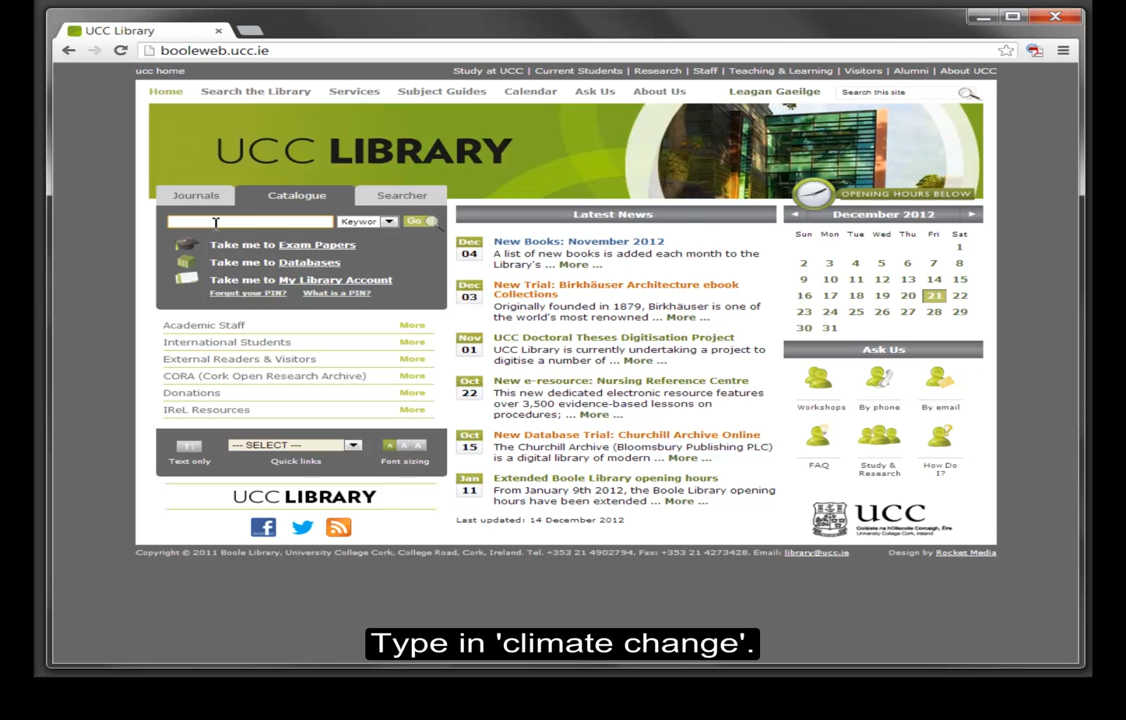 UCC Library
booleweb.ucc.ie
ucc home
Study at UCC | Current Students | Research | Staff | Teaching & Learning | Visitors | Alumni | About UCC
Home Search the Library Services Subject Guides Calendar Ask Us About Us Leagan Gaeilge Search this site
UCC LIBRARY
OPENING HOURS BELOW
Journals Catalogue Searcher
Keywor Go
Take me to Exam Papers
Take me to Databases
Take me to My Library Account
Forgot your PIN? What is a PIN?
Academic Staff More
International Students More
External Readers & Visitors More
CORA (Cork Open Research Archive) More
Donations More
IReL Resources More
--- SELECT --- A A A
Text only Quick links Font sizing
UCC LIBRARY
Latest News
Dec 04
New Books: November 2012
A list of new books is added each month to the
Library's ... More ...
Dec 03
New Trial: Birkhäuser Architecture ebook
Collections
Originally founded in 1879, Birkhäuser is one of
the world's most renowned ... More ...
Nov 01
UCC Doctoral Theses Digitisation Project
UCC Library is currently undertaking a project to
digitise a number of ... More ...
Oct 22
New e-resource: Nursing Reference Centre
This new dedicated electronic resource features
over 3,500 evidence-based lessons on
procedures; ... More ...
Oct 15
New Database Trial: Churchill Archive Online
The Churchill Archive (Bloomsbury Publishing PLC)
is a digital library of modern ... More ...
Jan 11
Extended Boole Library opening hours
From January 9th 2012, the Boole Library opening
hours have been extended ... More ...
Last updated: 14 December 2012
December 2012
Sun Mon Tue Wed Thu Fri Sat
1
2 3 4 5 6 7 8
9 10 11 12 13 14 15
16 17 18 19 20 21 22
23 24 25 26 27 28 29
30 31
Ask Us
Workshops By phone By email
FAQ Study & Research How Do I?
UCC
University College Cork, Ireland
Copyright © 2011 Boole Library, University College Cork, College Road, Cork, Ireland. Tel. +353 21 4902794, Fax: +353 21 4273428. Email: library@ucc.ie Design by Rocket Media
Type in 'climate change'.